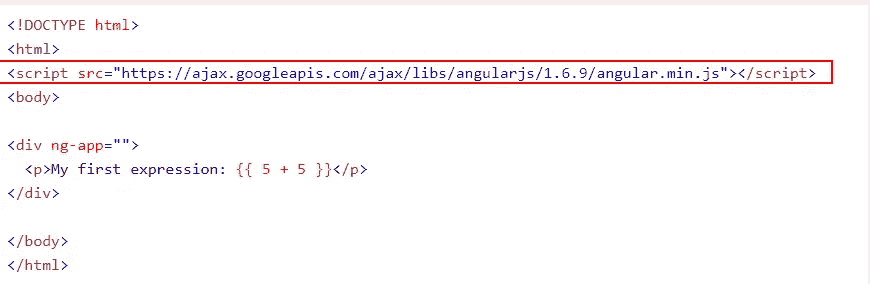 <!DOCTYPE html>
<html>
<script src="https://ajax.googleapis.com/ajax/libs/angularjs/1.6.9/angular.min.js"></script>
<body>
<div ng-app="">
<p>My first expression: {{ 5 + 5 }}</p>
</div>
</body>
</html>